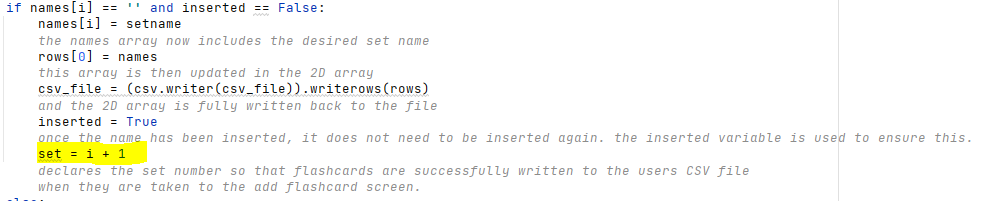 if names[i] == '' and inserted == False:
names[i] = setname
the names array now includes the desired set name
rows[0] = names
this array is then updated in the 2D array
csv_file = (csv.writer(csv_file)).writerows(rows)
and the 2D array is fully written back to the file
inserted = True
once the name has been inserted, it does not need to be inserted again. the inserted variable is used to ensure this.
set = i + 1
declares the set number so that flashcards are successfully written to the users CSV file
when they are taken to the add flashcard screen.
else: